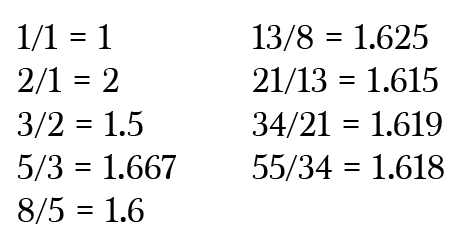 1/1 = 1
2/1 = 2
3/2 = 1.5
5/3 = 1.667
8/5 = 1.6
13/8 = 1.625
21/13 = 1.615
34/21 = 1.619
55/34 = 1.618